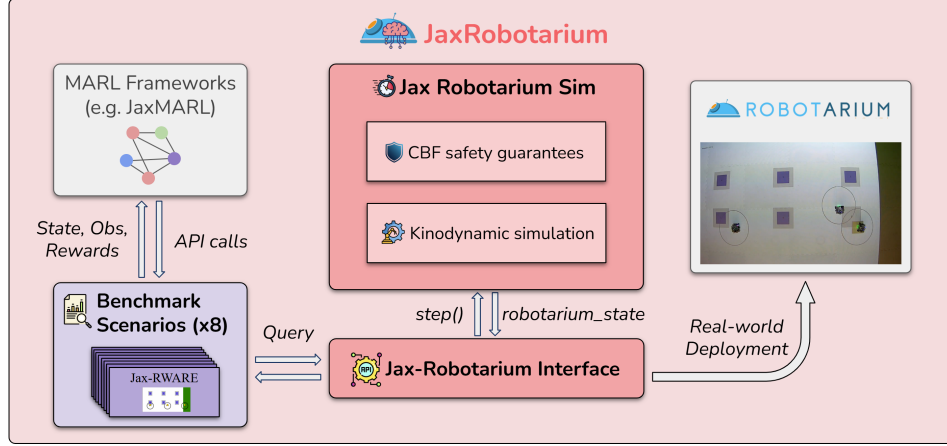 JaxRobotarium
MARL Frameworks
(e.g. JaxMARL)
State, Obs,
Rewards
API calls
Benchmark
Scenarios (x8)
Jax-RWARE
Query
Jax Robotarium Sim
CBF safety guarantees
Kinodynamic simulation
step()
robotarium_state
RPI
Jax-Robotarium Interface
ROBOTARIUM
Real-world
Deployment